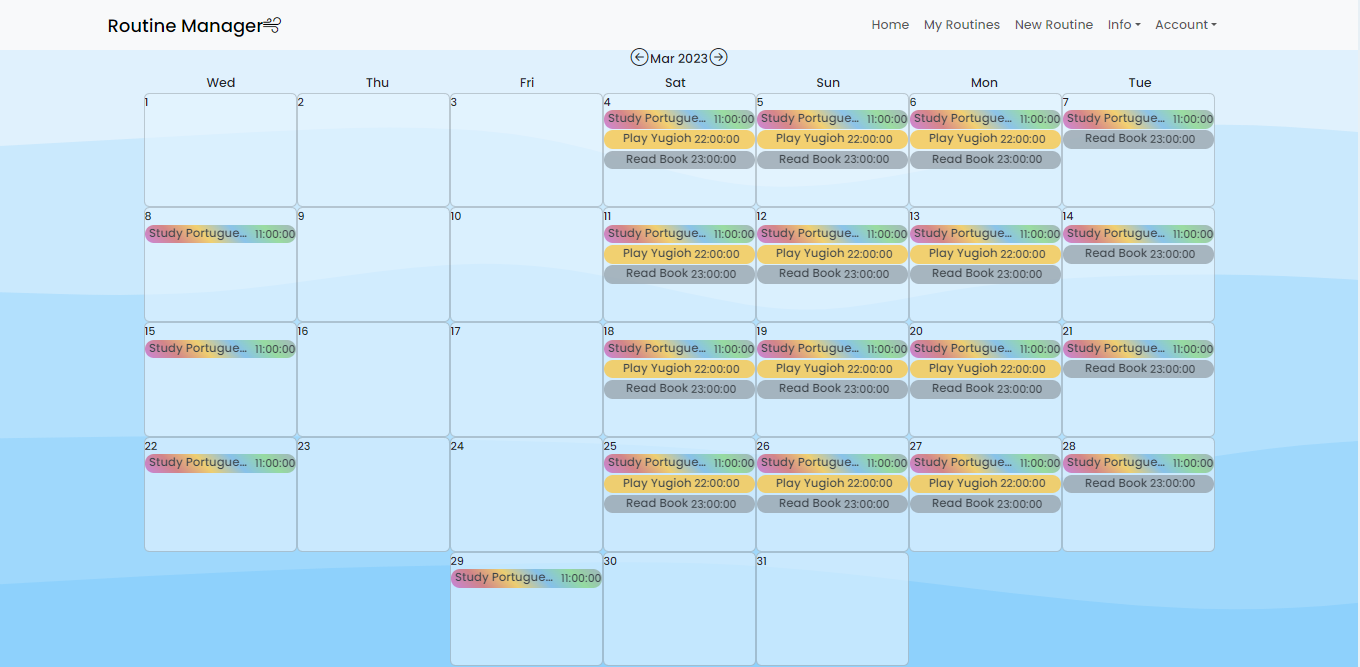 Routine Manager
Home My Routines New Routine Info Account
Mar 2023
Wed Thu Fri Sat Sun Mon Tue
1 2 3 4 5 6 7
Study Portugue... 11:00:00 Study Portugue... 11:00:00 Study Portugue... 11:00:00 Study Portugue... 11:00:00
Play Yugioh 22:00:00 Play Yugioh 22:00:00 Play Yugioh 22:00:00 Read Book 23:00:00
Read Book 23:00:00 Read Book 23:00:00 Read Book 23:00:00
8 9 10 11 12 13 14
Study Portugue... 11:00:00 Study Portugue... 11:00:00 Study Portugue... 11:00:00 Study Portugue... 11:00:00 Study Portugue... 11:00:00
Play Yugioh 22:00:00 Play Yugioh 22:00:00 Play Yugioh 22:00:00 Read Book 23:00:00
Read Book 23:00:00 Read Book 23:00:00 Read Book 23:00:00
15 16 17 18 19 20 21
Study Portugue... 11:00:00 Study Portugue... 11:00:00 Study Portugue... 11:00:00 Study Portugue... 11:00:00 Study Portugue... 11:00:00
Play Yugioh 22:00:00 Play Yugioh 22:00:00 Play Yugioh 22:00:00 Read Book 23:00:00
Read Book 23:00:00 Read Book 23:00:00 Read Book 23:00:00
22 23 24 25 26 27 28
Study Portugue... 11:00:00 Study Portugue... 11:00:00 Study Portugue... 11:00:00 Study Portugue... 11:00:00 Study Portugue... 11:00:00
Play Yugioh 22:00:00 Play Yugioh 22:00:00 Play Yugioh 22:00:00 Read Book 23:00:00
Read Book 23:00:00 Read Book 23:00:00 Read Book 23:00:00
29 30 31
Study Portugue... 11:00:00